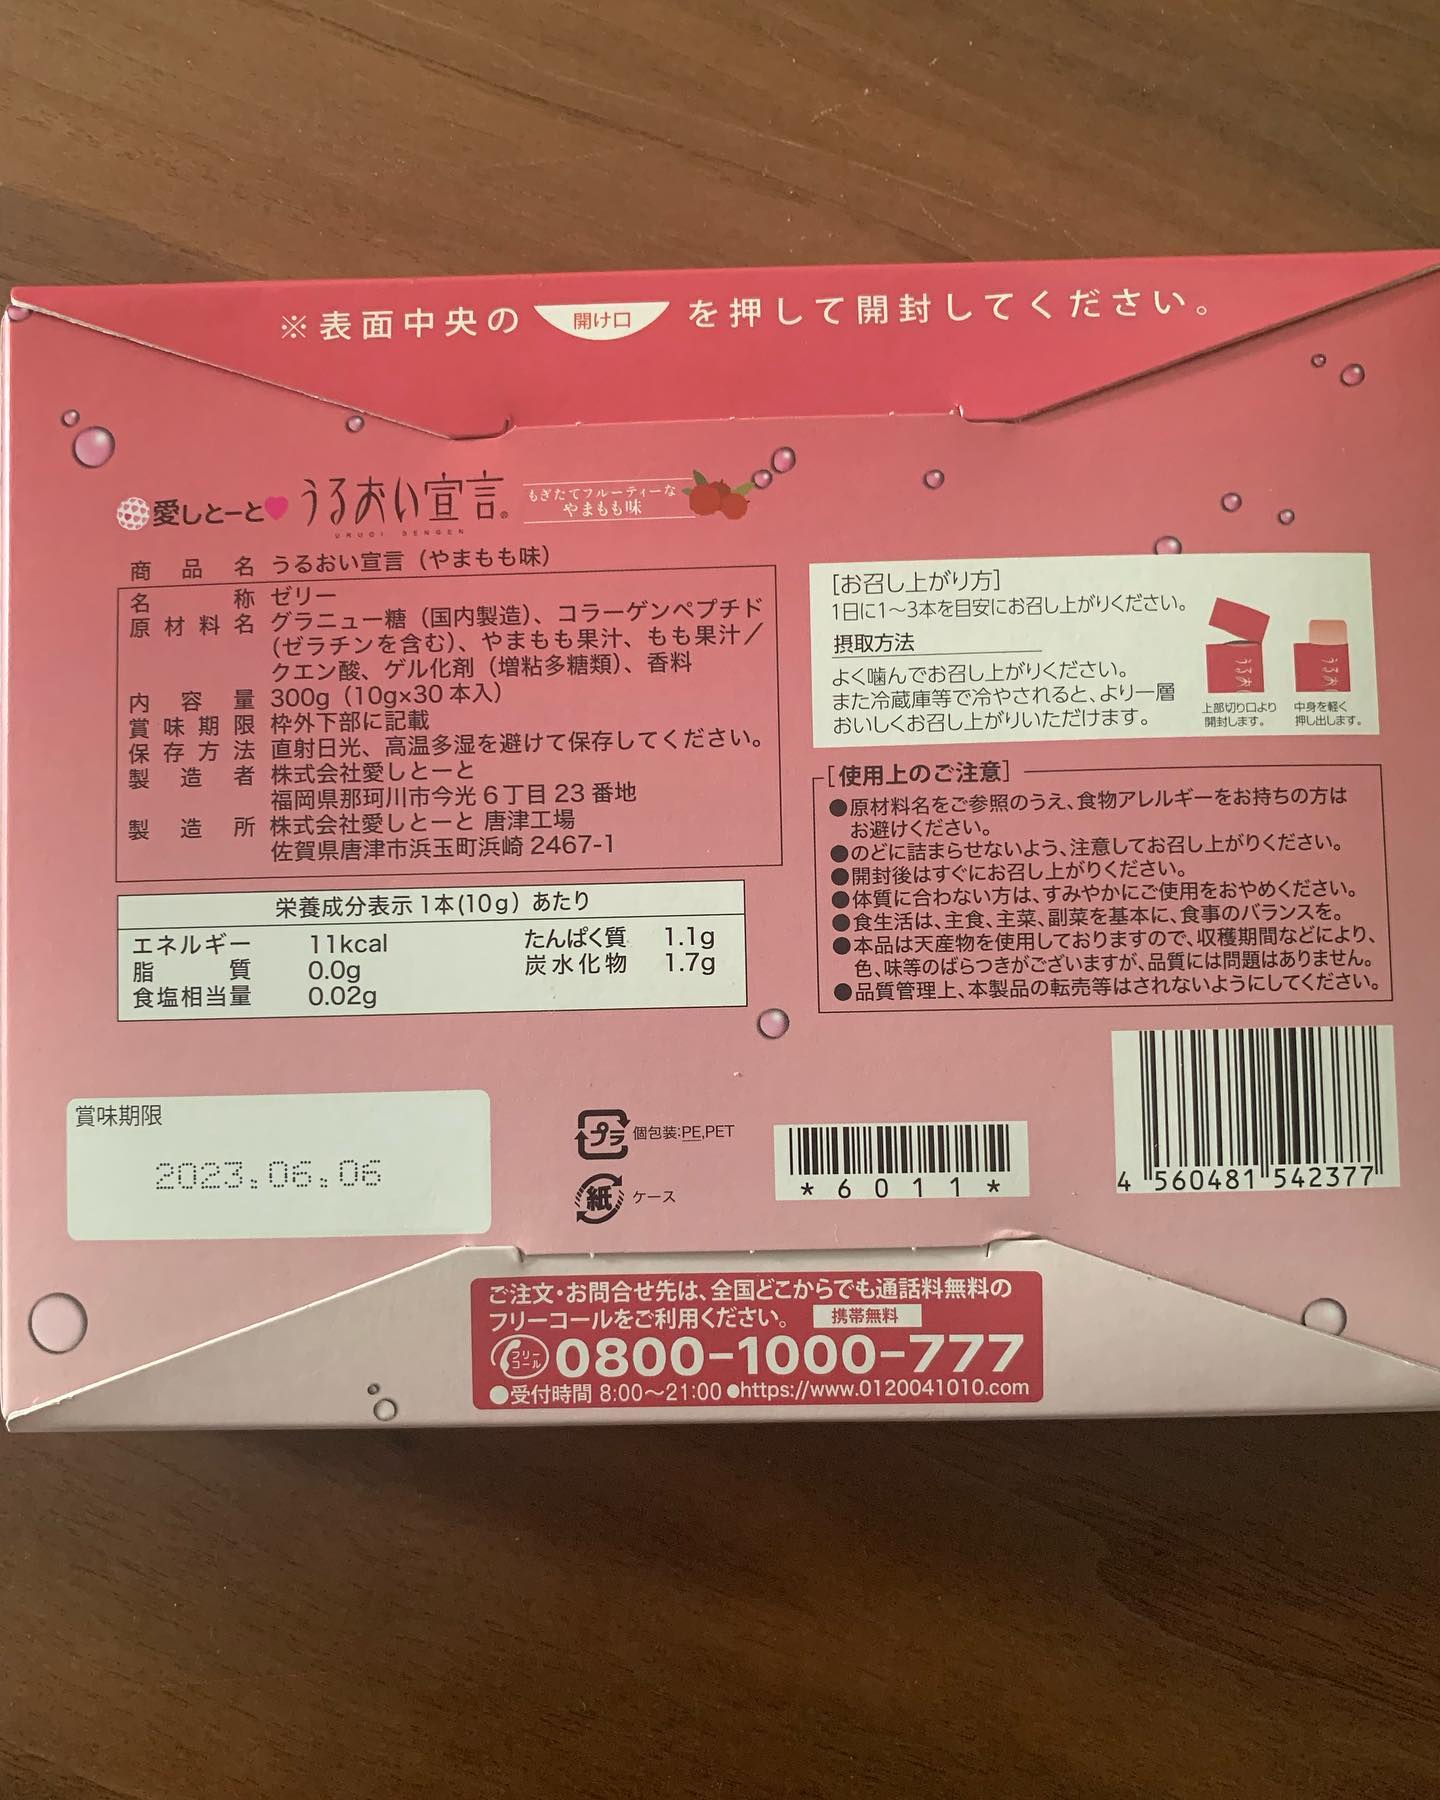 ※表面中央の 開け口 を押して開封してください。
愛しとーと うるおい宣言®
URUOI SENGEN
もぎたてフルーティーな
やまもも味
商品名 うるおい宣言（やまもも味）
名称 ゼリー
原材料名 グラニュー糖（国内製造）、コラーゲンペプチド
（ゼラチンを含む）、やまもも果汁、もも果汁／
クエン酸、ゲル化剤（増粘多糖類）、香料
内容量 300g（10g×30本入）
賞味期限 枠外下部に記載
保存方法 直射日光、高温多湿を避けて保存してください。
製造者 株式会社愛しとーと
福岡県那珂川市今光6丁目23番地
製造所 株式会社愛しとーと 唐津工場
佐賀県唐津市浜玉町浜崎2467-1
栄養成分表示 1本(10g) あたり
エネルギー 11kcal たんぱく質 1.1g
脂質 0.0g 炭水化物 1.7g
食塩相当量 0.02g
[お召し上がり方]
1日に1〜3本を目安にお召し上がりください。
摂取方法
よく噛んでお召し上がりください。
また冷蔵庫等で冷やされると、より一層
おいしくお召し上がりいただけます。
うるお
うるお
上部切り口より
開封します。
中身を軽く
押し出します。
[使用上のご注意]
●原材料名をご参照のうえ、食物アレルギーをお持ちの方は
お避けください。
●のどに詰まらせないよう、注意してお召し上がりください。
●開封後はすぐにお召し上がりください。
●体質に合わない方は、すみやかにご使用をおやめください。
●食生活は、主食、主菜、副菜を基本に、食事のバランスを。
●本品は天産物を使用しておりますので、収穫期間などにより、
色、味等のばらつきがございますが、品質には問題はありません。
●品質管理上、本製品の転売等はされないようにしてください。
賞味期限
2023.06.06
プラ 個包装:PE,PET
紙 ケース
*6011*
4 560481 542377
ご注文・お問合せ先は、全国どこからでも通話料無料の
フリーコールをご利用ください。 携帯無料
フリーコール 0800-1000-777
●受付時間 8:00〜21:00 ●https://www.0120041010.com